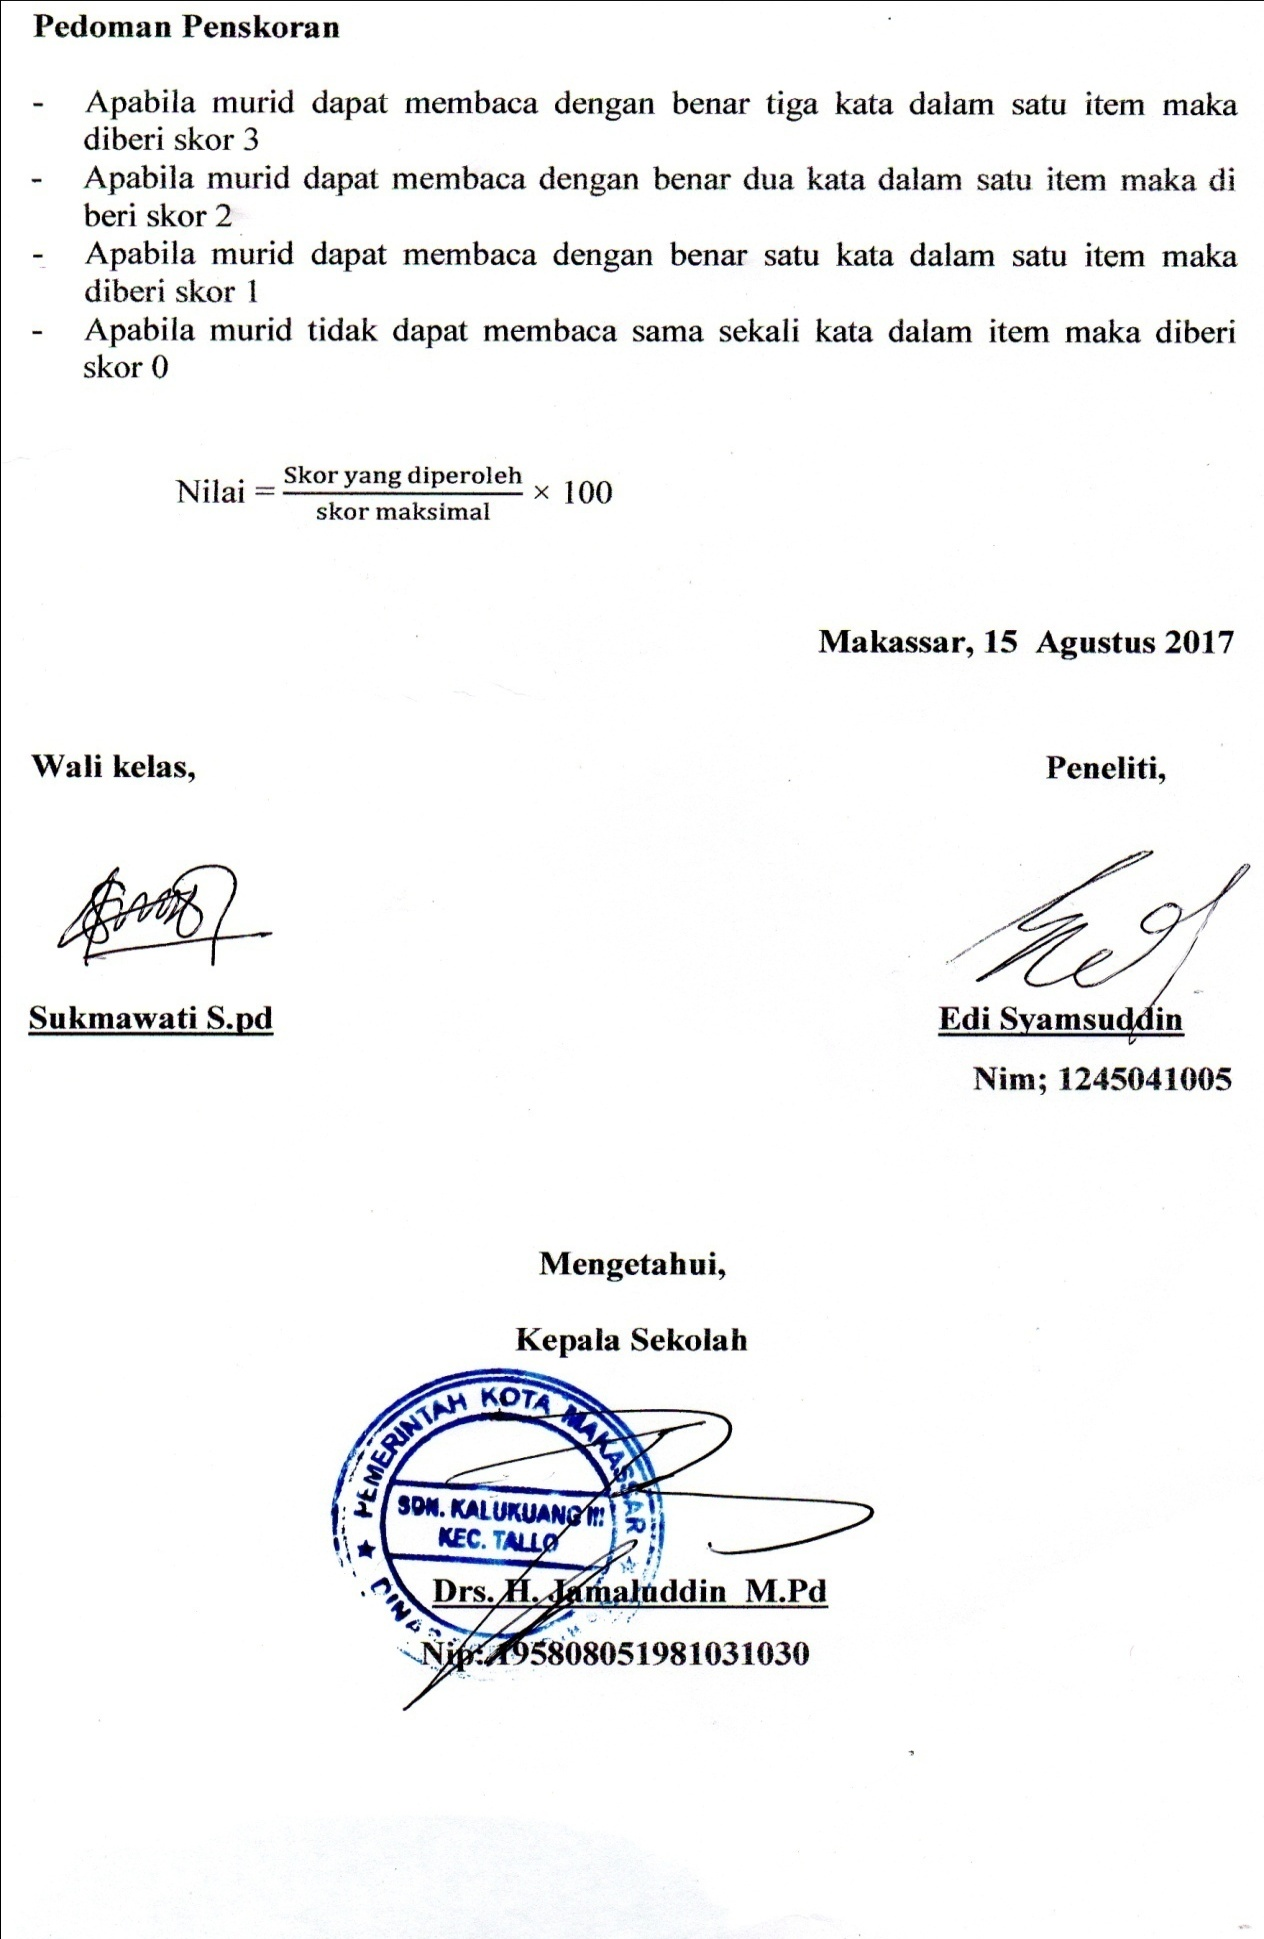 Pedoman Penskoran
- Apabila murid dapat membaca dengan benar tiga kata dalam satu item maka
diberi skor 3
- Apabila murid dapat membaca dengan benar dua kata dalam satu item maka di
beri skor 2
- Apabila murid dapat membaca dengan benar satu kata dalam satu item maka
diberi skor 1
- Apabila murid tidak dapat membaca sama sekali kata dalam item maka diberi
skor 0
Nilai = Skor yang diperoleh / skor maksimal × 100
Makassar, 15 Agustus 2017
Wali kelas,
Peneliti,
Sukmawati S.pd
Edi Syamsuddin
Nim; 1245041005
Mengetahui,
Kepala Sekolah
PEMERINTAH KOTA MAKASSAR
SDN. KALUKUANG III
KEC. TALLO
DINAS
Drs. H. Jamaluddin M.Pd
Nip:.195808051981031030